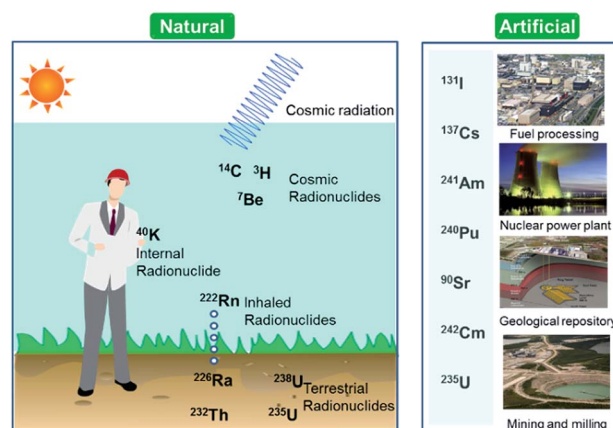 Natural
Cosmic radiation
¹⁴C ³H
⁷Be
Cosmic
Radionuclides
⁴⁰K
Internal
Radionuclide
²²²Rn Inhaled
Radionuclides
²²⁶Ra ²³⁸U Terrestrial
Radionuclides
²³²Th ²³⁵U
Artificial
¹³¹I
¹³⁷Cs
²⁴¹Am
²⁴⁰Pu
⁹⁰Sr
²⁴²Cm
²³⁵U
Fuel processing
Nuclear power plant
Geological repository
Mining and milling